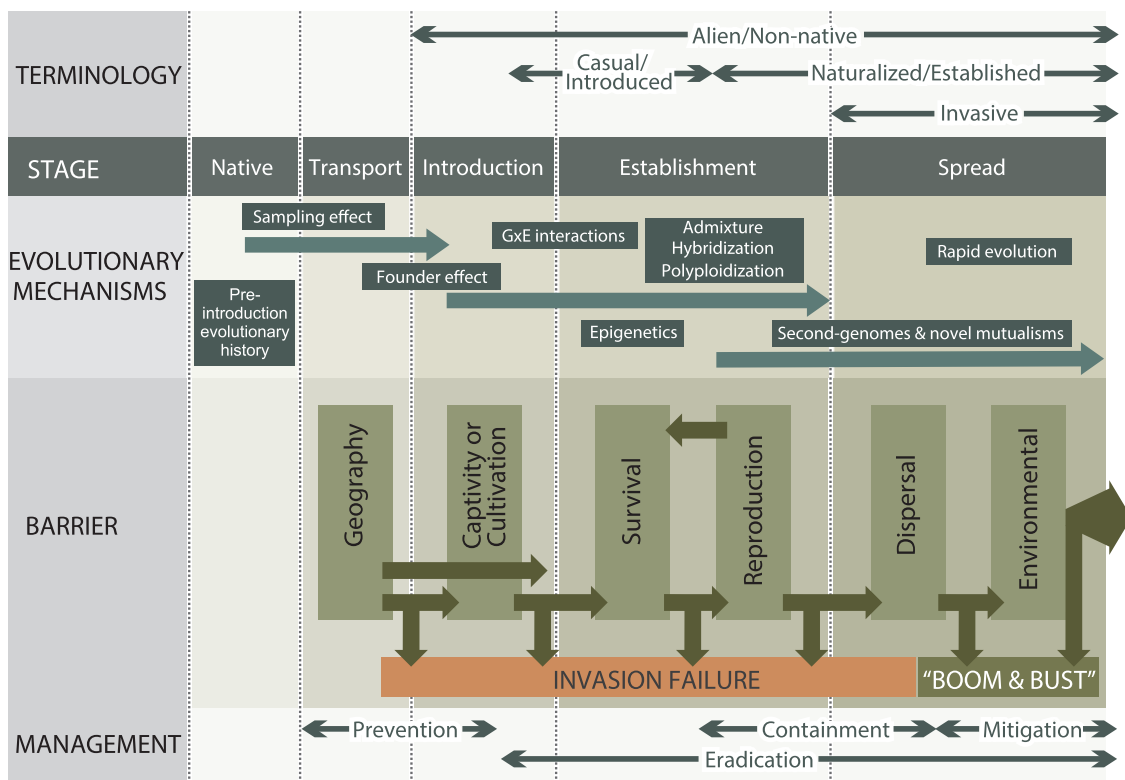 TERMINOLOGY
Alien/Non-native
Casual/
Introduced
Naturalized/Established
Invasive
STAGE
Native
Transport
Introduction
Establishment
Spread
EVOLUTIONARY
MECHANISMS
Sampling effect
GxE interactions
Admixture
Hybridization
Polyploidization
Rapid evolution
Founder effect
Pre-
introduction
evolutionary
history
Epigenetics
Second-genomes & novel mutualisms
BARRIER
Geography
Captivity or
Cultivation
Survival
Reproduction
Dispersal
Environmental
INVASION FAILURE
"BOOM & BUST"
MANAGEMENT
Prevention
Containment
Mitigation
Eradication